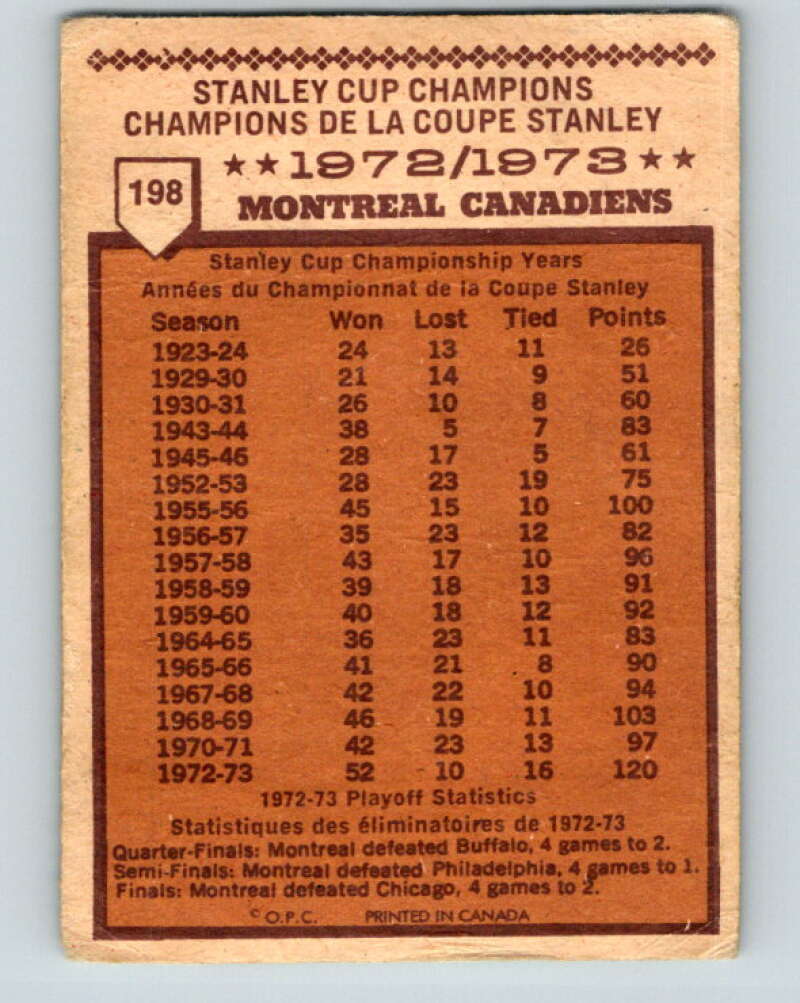 STANLEY CUP CHAMPIONS
CHAMPIONS DE LA COUPE STANLEY
★★1972/1973★★
198
MONTREAL CANADIENS
Stanley Cup Championship Years
Années du Championnat de la Coupe Stanley
Season Won Lost Tied Points
1923-24 24 13 11 26
1929-30 21 14 9 51
1930-31 26 10 8 60
1943-44 38 5 7 83
1945-46 28 17 5 61
1952-53 28 23 19 75
1955-56 45 15 10 100
1956-57 35 23 12 82
1957-58 43 17 10 96
1958-59 39 18 13 91
1959-60 40 18 12 92
1964-65 36 23 11 83
1965-66 41 21 8 90
1967-68 42 22 10 94
1968-69 46 19 11 103
1970-71 42 23 13 97
1972-73 52 10 16 120
1972-73 Playoff Statistics
Statistiques des éliminatoires de 1972-73
Quarter-Finals: Montreal defeated Buffalo, 4 games to 2.
Semi-Finals: Montreal defeated Philadelphia, 4 games to 1.
Finals: Montreal defeated Chicago, 4 games to 2.
© O.P.C. PRINTED IN CANADA